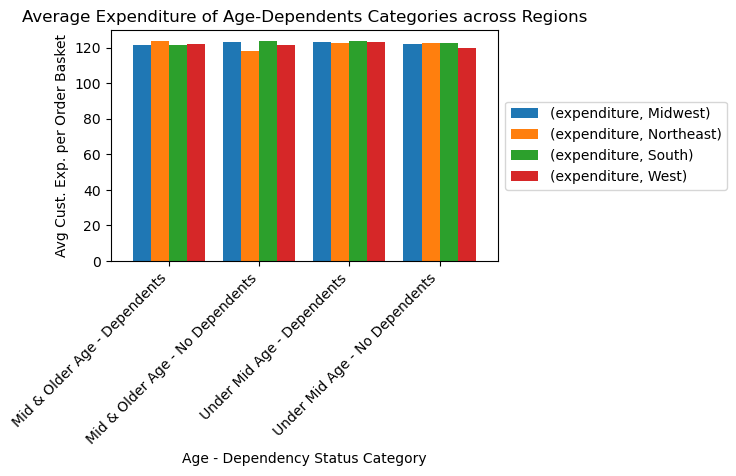 Average Expenditure of Age-Dependents Categories across Regions
Avg Cust. Exp. per Order Basket
120
100
80
60
40
20
0
(expenditure, Midwest)
(expenditure, Northeast)
(expenditure, South)
(expenditure, West)
Mid & Older Age - Dependents
Mid & Older Age - No Dependents
Under Mid Age - Dependents
Under Mid Age - No Dependents
Age - Dependency Status Category